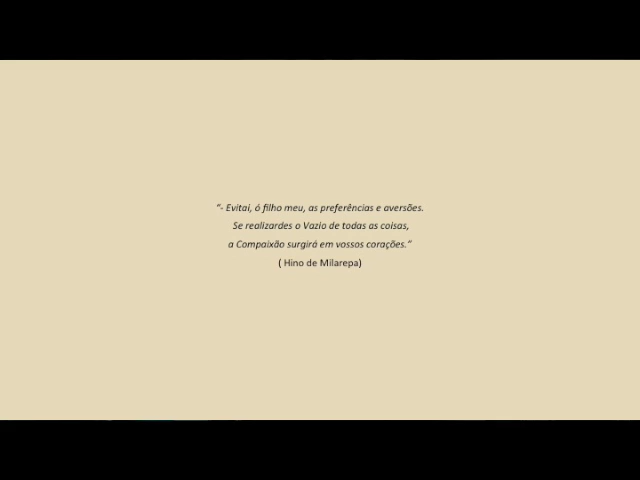 “- Evitai, ó filho meu, as preferências e aversões.
Se realizardes o Vazio de todas as coisas,
a Compaixão surgirá em vossos corações.”
( Hino de Milarepa)